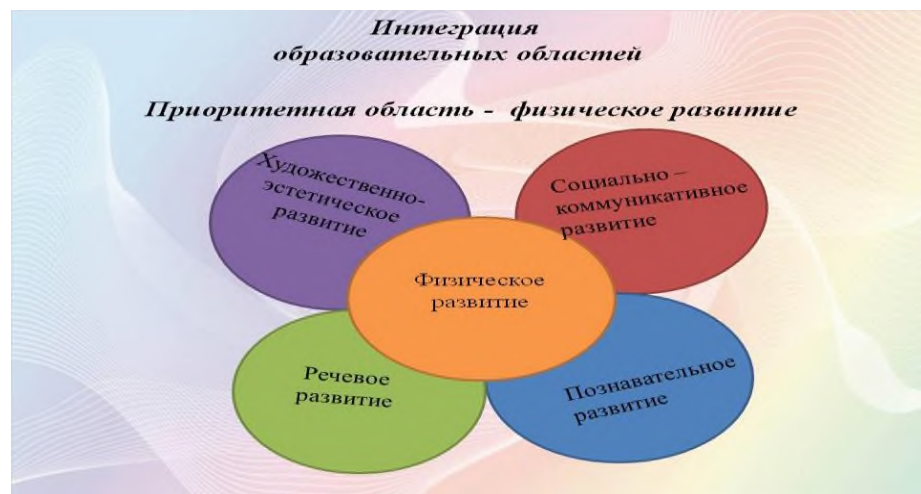 Интеграция
образовательных областей
Приоритетная область - физическое развитие
Художественно-
эстетическое
развитие
Социально –
коммуникативное
развитие
Физическое
развитие
Речевое
развитие
Познавательное
развитие